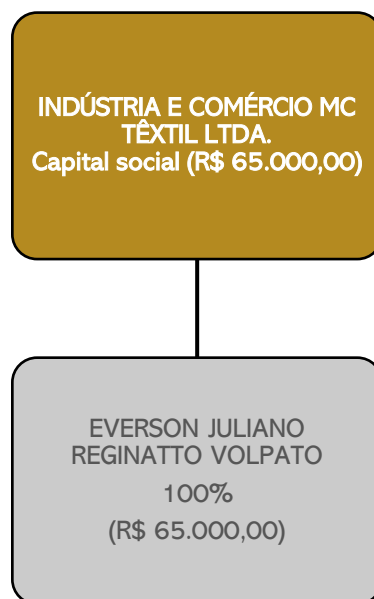 INDÚSTRIA E COMÉRCIO MC
TÊXTIL LTDA.
Capital social (R$ 65.000,00)
EVERSON JULIANO
REGINATTO VOLPATO
100%
(R$ 65.000,00)